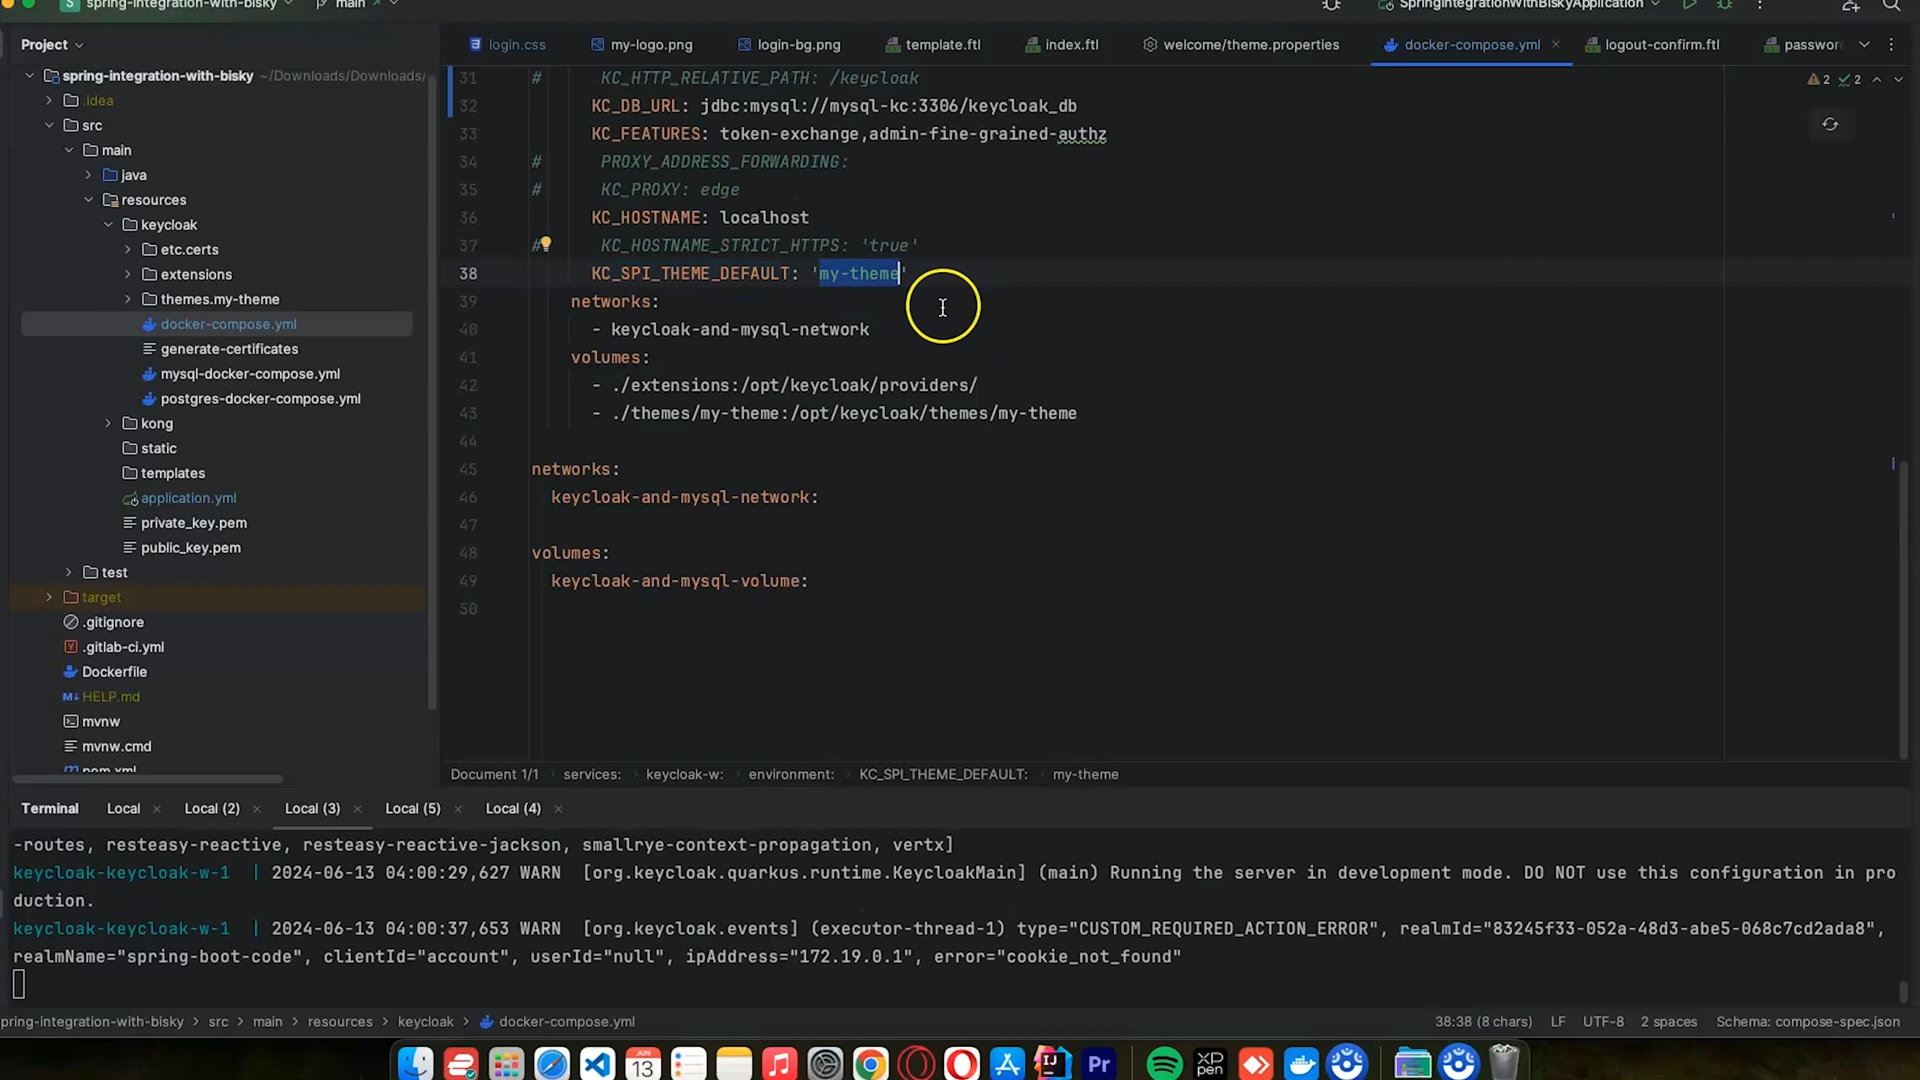 spring-integration-with-bisky
main
SpringIntegrationWithBiskyApplication
Project
login.css
my-logo.png
login-bg.png
template.ftl
index.ftl
welcome/theme.properties
docker-compose.yml
logout-confirm.ftl
passwor
spring-integration-with-bisky ~/Downloads/Downloads/
.idea
src
main
java
resources
keycloak
etc.certs
extensions
themes.my-theme
docker-compose.yml
generate-certificates
mysql-docker-compose.yml
postgres-docker-compose.yml
kong
static
templates
application.yml
private_key.pem
public_key.pem
test
target
.gitignore
.gitlab-ci.yml
Dockerfile
HELP.md
mvnw
mvnw.cmd
pom.xml
2 2
31 # KC_HTTP_RELATIVE_PATH: /keycloak
32 KC_DB_URL: jdbc:mysql://mysql-kc:3306/keycloak_db
33 KC_FEATURES: token-exchange,admin-fine-grained-authz
34 # PROXY_ADDRESS_FORWARDING:
35 # KC_PROXY: edge
36 KC_HOSTNAME: localhost
37 # KC_HOSTNAME_STRICT_HTTPS: 'true'
38 KC_SPI_THEME_DEFAULT: 'my-theme'
39 networks:
40 - keycloak-and-mysql-network
41 volumes:
42 - ./extensions:/opt/keycloak/providers/
43 - ./themes/my-theme:/opt/keycloak/themes/my-theme
44
45 networks:
46 keycloak-and-mysql-network:
47
48 volumes:
49 keycloak-and-mysql-volume:
50
Document 1/1 services: keycloak-w: environment: KC_SPI_THEME_DEFAULT: my-theme
Terminal Local Local (2) Local (3) Local (5) Local (4)
-routes, resteasy-reactive, resteasy-reactive-jackson, smallrye-context-propagation, vertx]
keycloak-keycloak-w-1 | 2024-06-13 04:00:29,627 WARN [org.keycloak.quarkus.runtime.KeycloakMain] (main) Running the server in development mode. DO NOT use this configuration in pro
duction.
keycloak-keycloak-w-1 | 2024-06-13 04:00:37,653 WARN [org.keycloak.events] (executor-thread-1) type="CUSTOM_REQUIRED_ACTION_ERROR", realmId="83245f33-052a-48d3-abe5-068c7cd2ada8",
realmName="spring-boot-code", clientId="account", userId="null", ipAddress="172.19.0.1", error="cookie_not_found"
pring-integration-with-bisky src main resources keycloak docker-compose.yml
38:38 (8 chars) LF UTF-8 2 spaces Schema: compose-spec.json
JUN
13
IJ
Pr
XP
PEN